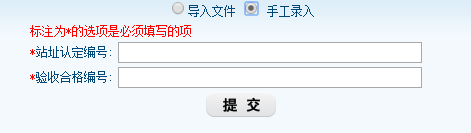 导入文件 手工录入
标注为*的选项是必须填写的项
*站址认定编号：
*验收合格编号：
提 交